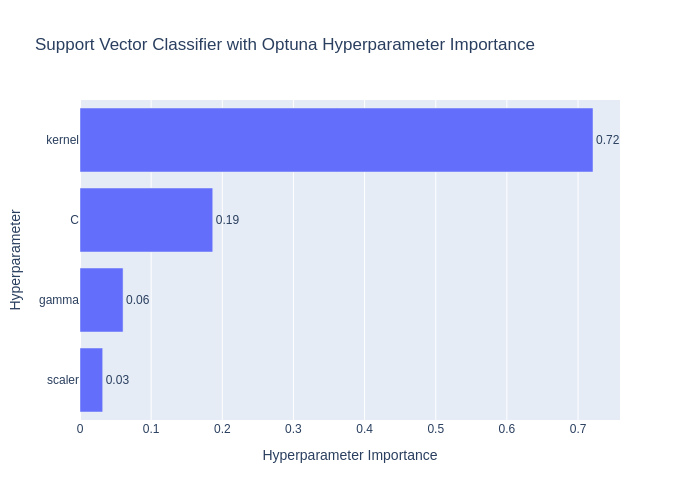 Support Vector Classifier with Optuna Hyperparameter Importance
Hyperparameter
kernel
0.72
C
0.19
gamma
0.06
scaler
0.03
0 0.1 0.2 0.3 0.4 0.5 0.6 0.7
Hyperparameter Importance